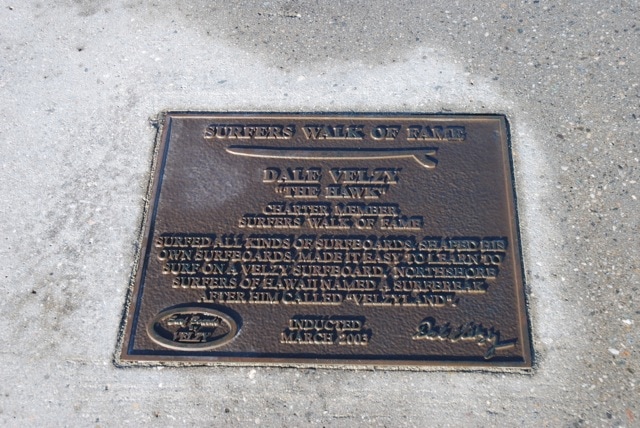 SURFERS' WALK OF FAME
DALE VELZY
"THE HAWK"
CHARTER MEMBER
SURFERS WALK OF FAME
SURFED ALL KINDS OF SURFBOARDS, SHAPED HIS
OWN SURFBOARDS, MADE IT EASY TO LEARN TO
SURF ON A VELZY SURFBOARD. NORTHSHORE
SURFERS OF HAWAII NAMED A SURFBREAK
AFTER HIM CALLED "VELZYLAND".
VELZY
INDUCTED
MARCH 2003